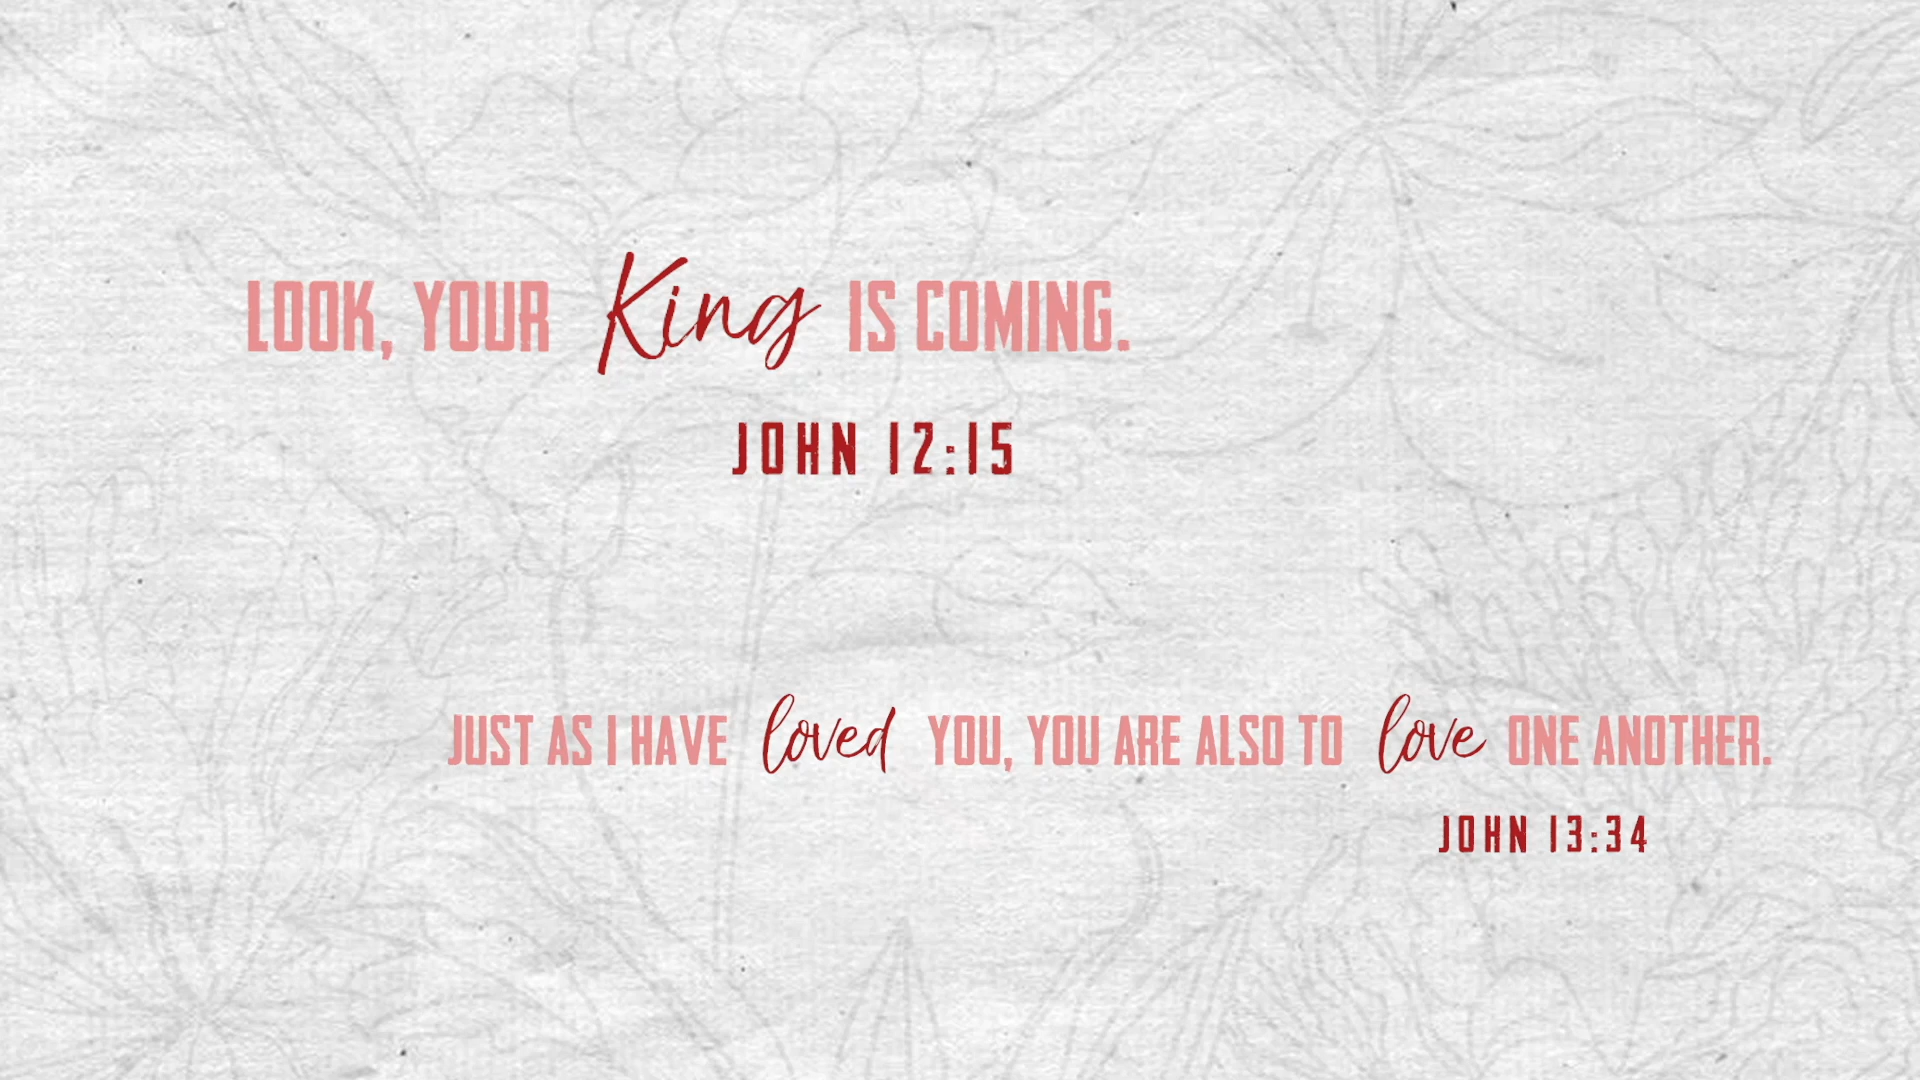 LOOK, YOUR King IS COMING.
JOHN 12:15
JUST AS I HAVE loved YOU, YOU ARE ALSO TO love ONE ANOTHER.
JOHN 13:34